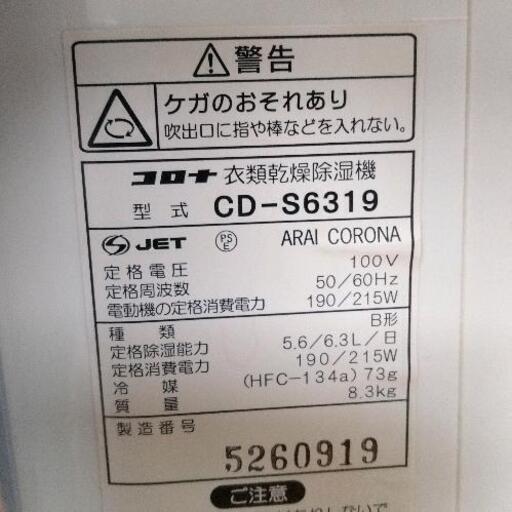 警告
ケガのおそれあり
吹出口に指や棒などを入れない。
コロナ 衣類乾燥除湿機
型式 CD-S6319
S JET PSE ARAI CORONA
定格電圧 100V
定格周波数 50/60Hz
電動機の定格消費電力 190/215W
種類 B形
定格除湿能力 5.6/6.3L/日
定格消費電力 190/215W
冷媒 (HFC-134a) 73g
質量 8.3kg
製造番号
5260919
ご注意